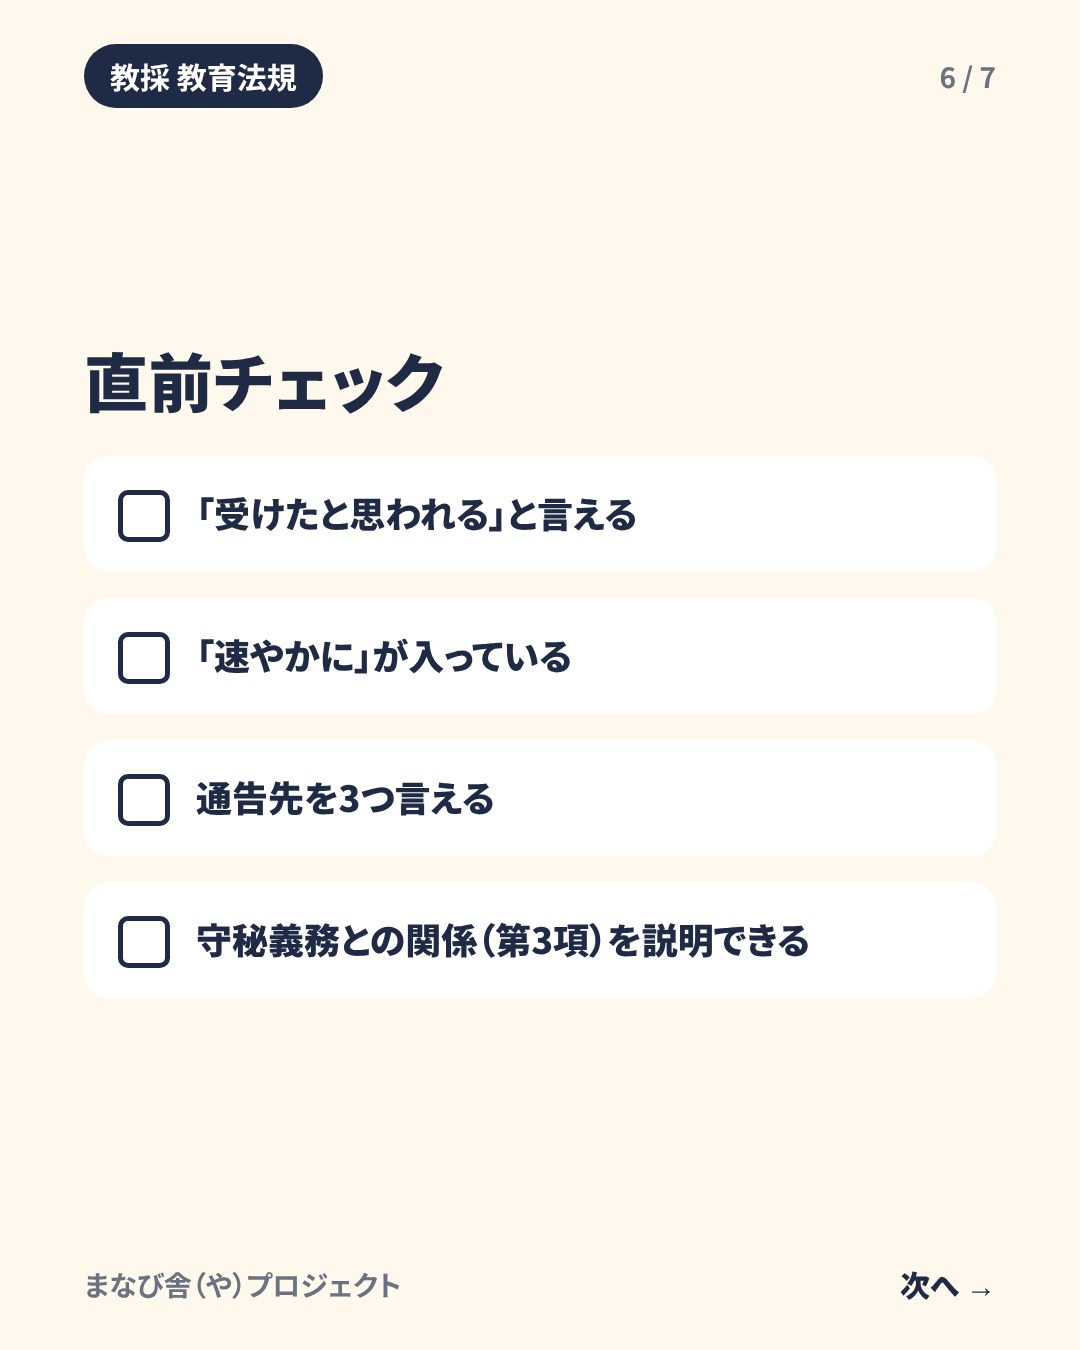 教採 教育法規
6 / 7
直前チェック
「受けたと思われる」と言える
「速やかに」が入っている
通告先を3つ言える
守秘義務との関係（第3項）を説明できる
まなび舎（や）プロジェクト
次へ →